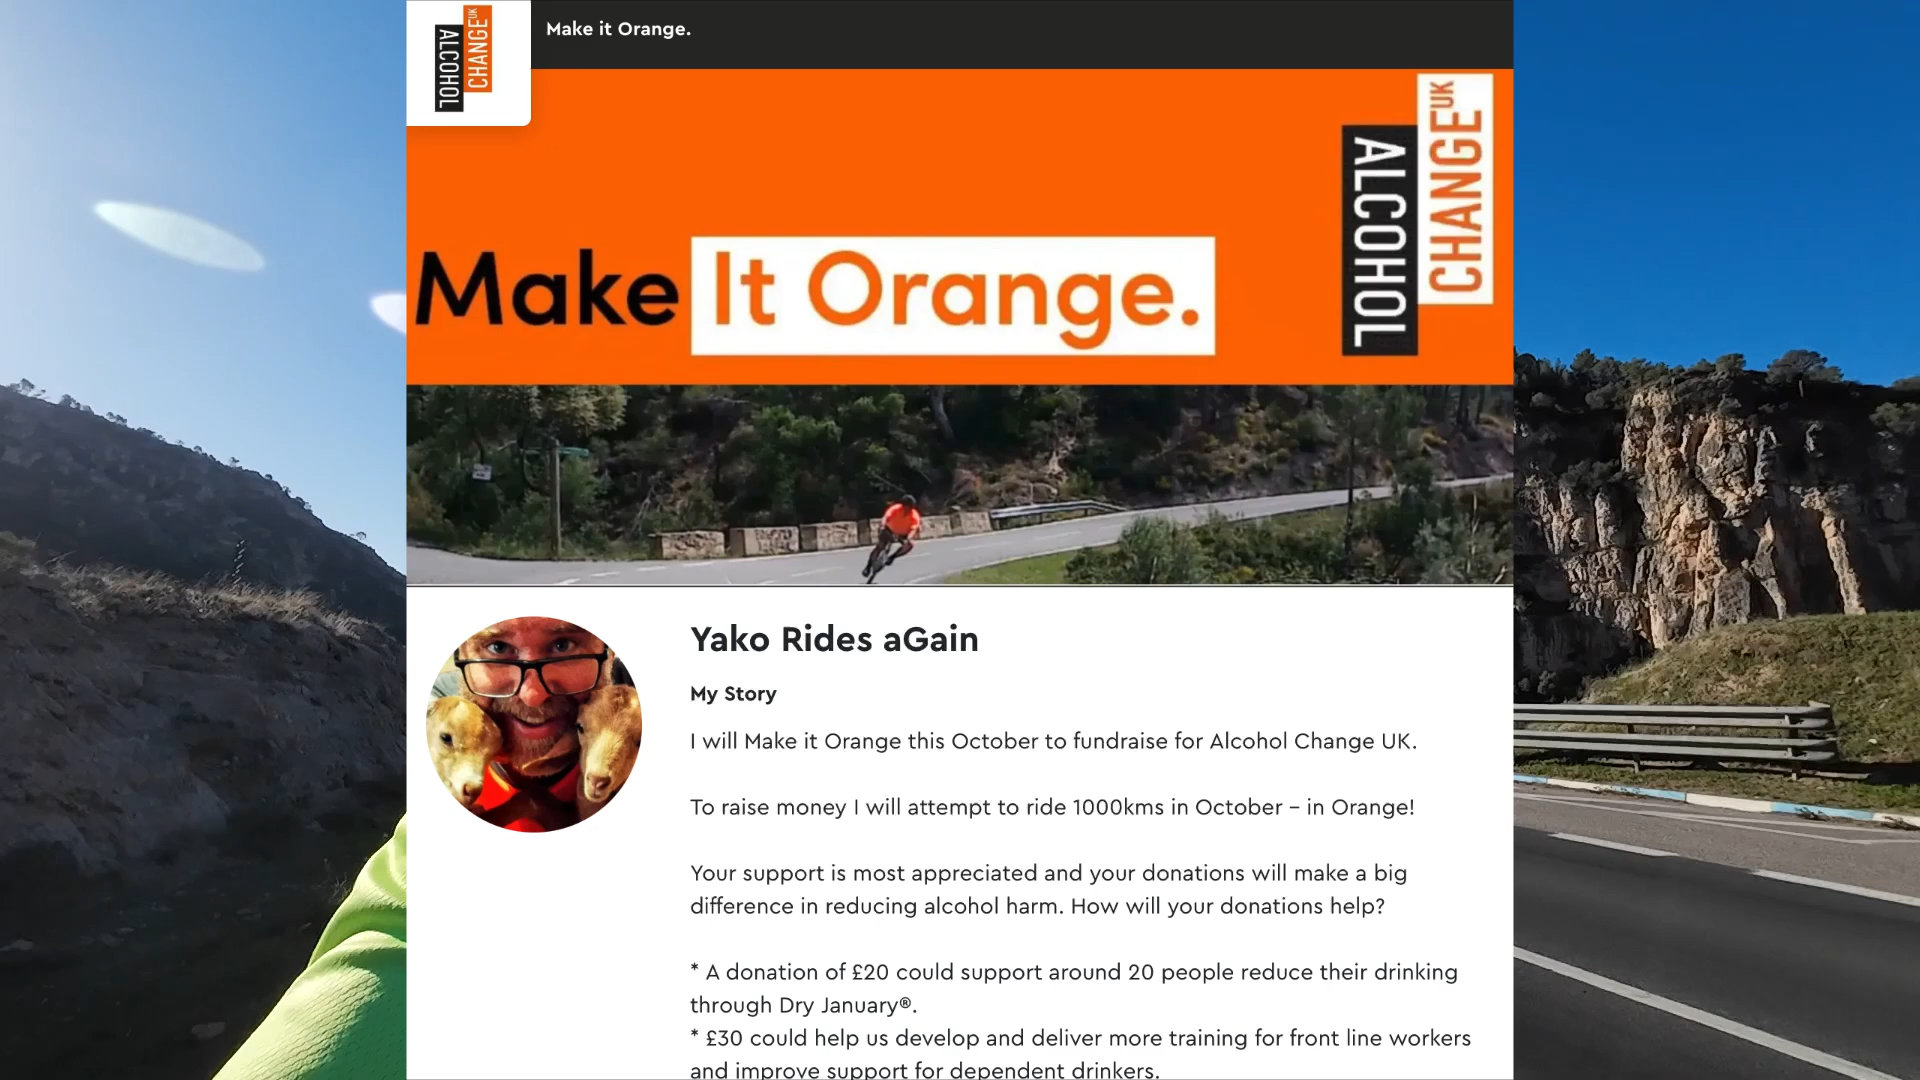 ALCOHOL
CHANGE UK
Make it Orange.
Make It Orange.
ALCOHOL
CHANGE UK
Yako Rides aGain
My Story
I will Make it Orange this October to fundraise for Alcohol Change UK.
To raise money I will attempt to ride 1000kms in October – in Orange!
Your support is most appreciated and your donations will make a big
difference in reducing alcohol harm. How will your donations help?
* A donation of £20 could support around 20 people reduce their drinking
through Dry January®.
* £30 could help us develop and deliver more training for front line workers
and improve support for dependent drinkers.